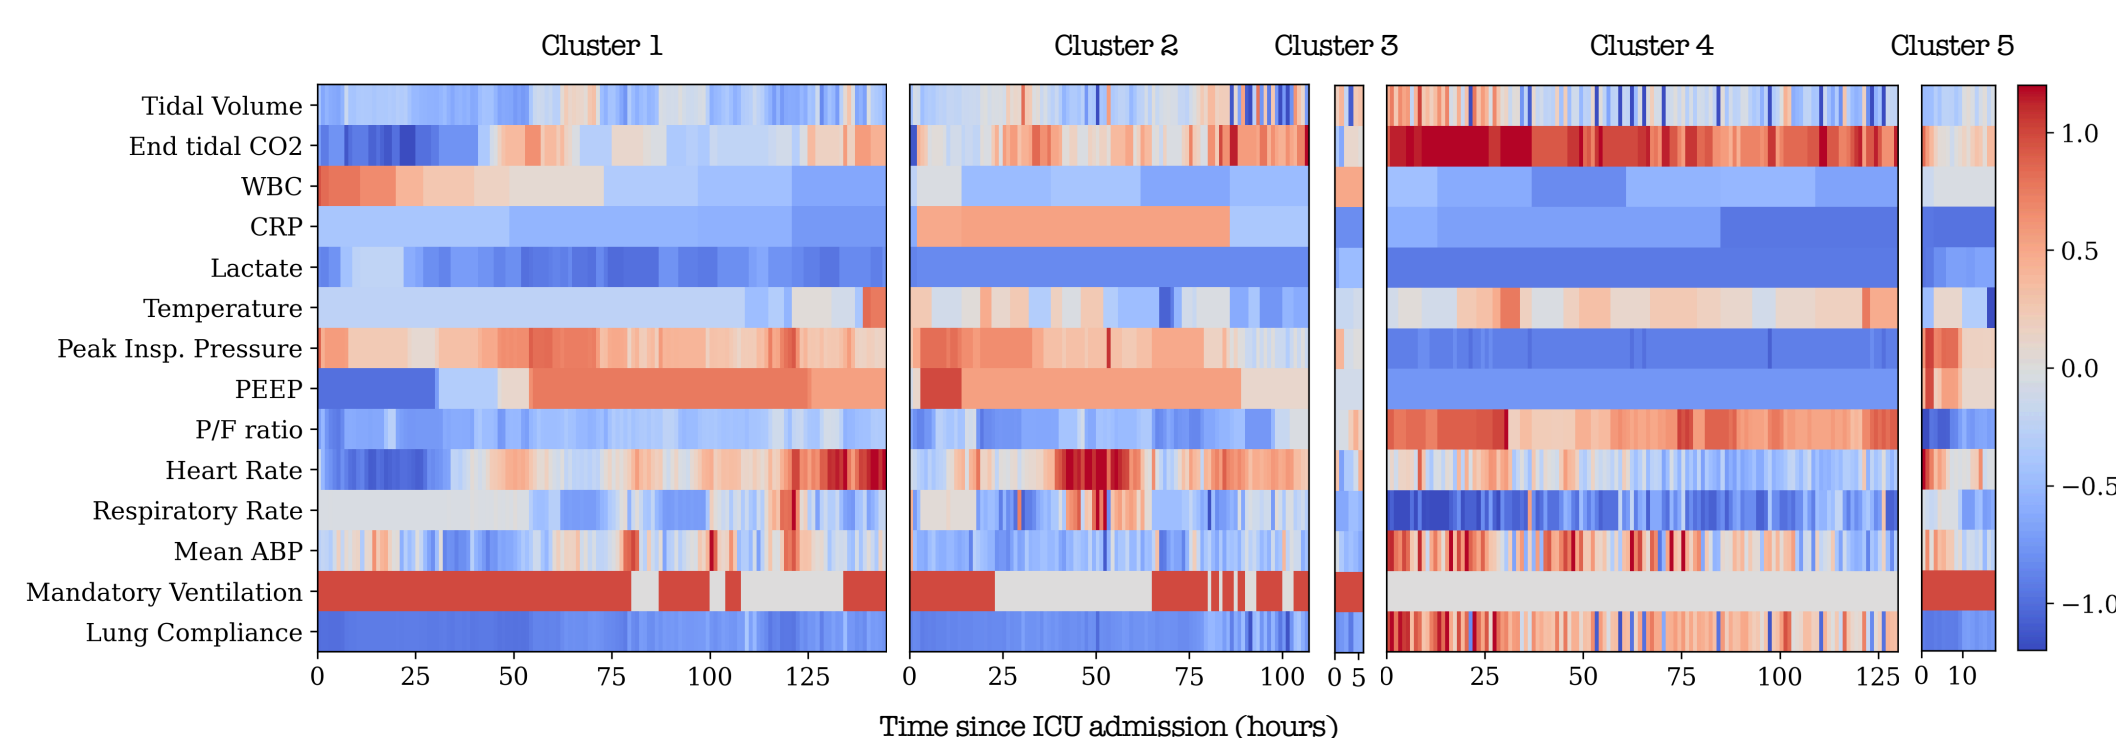 Cluster 1 Cluster 2 Cluster 3 Cluster 4 Cluster 5
Tidal Volume
End tidal CO2
WBC
CRP
Lactate
Temperature
Peak Insp. Pressure
PEEP
P/F ratio
Heart Rate
Respiratory Rate
Mean ABP
Mandatory Ventilation
Lung Compliance
1.0
0.5
0.0
−0.5
−1.0
0 25 50 75 100 125 0 25 50 75 100 0 5 0 25 50 75 100 125 0 10
Time since ICU admission (hours)